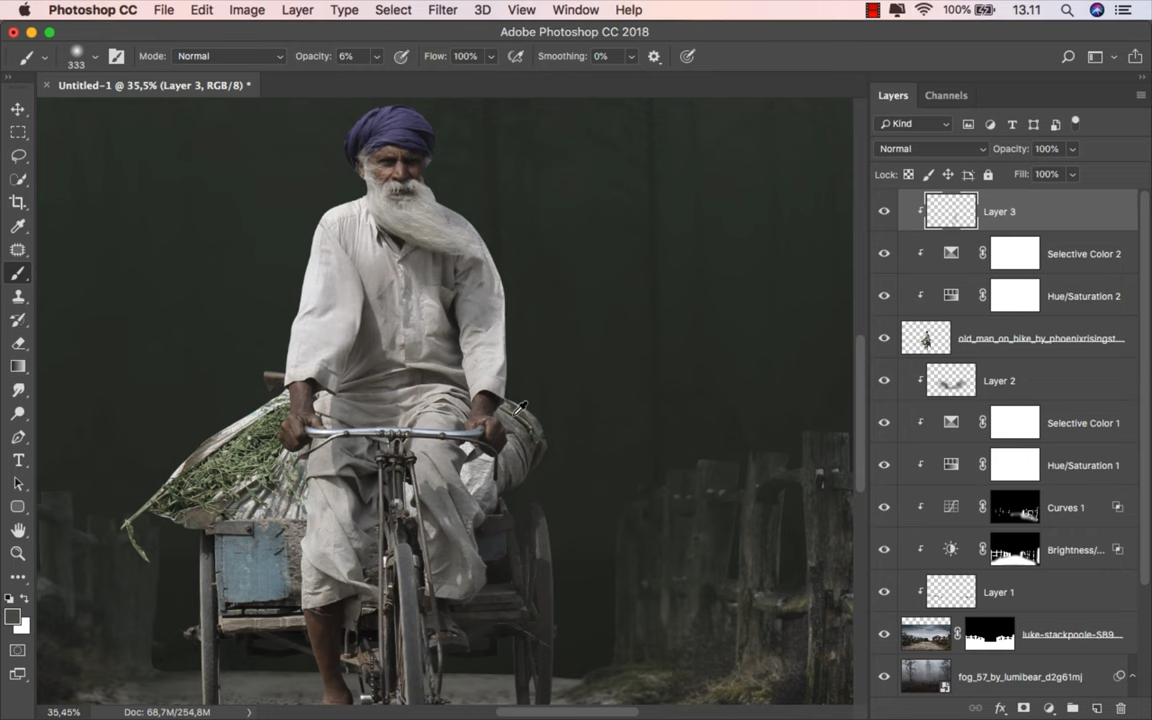 Photoshop CC File Edit Image Layer Type Select Filter 3D View Window Help 100% 13.11
Adobe Photoshop CC 2018
333 Mode: Normal Opacity: 6% Flow: 100% Smoothing: 0%
Untitled-1 @ 35,5% (Layer 3, RGB/8) *
Layers Channels
Kind
Normal Opacity: 100%
Lock: Fill: 100%
Layer 3
Selective Color 2
Hue/Saturation 2
old_man_on_bike_by_phoenixrisingst...
Layer 2
Selective Color 1
Hue/Saturation 1
Curves 1
Brightness/...
Layer 1
luke-stackpoole-SB9...
fog_57_by_lumibear_d2g61mj
35,45% Doc: 68,7M/254,8M